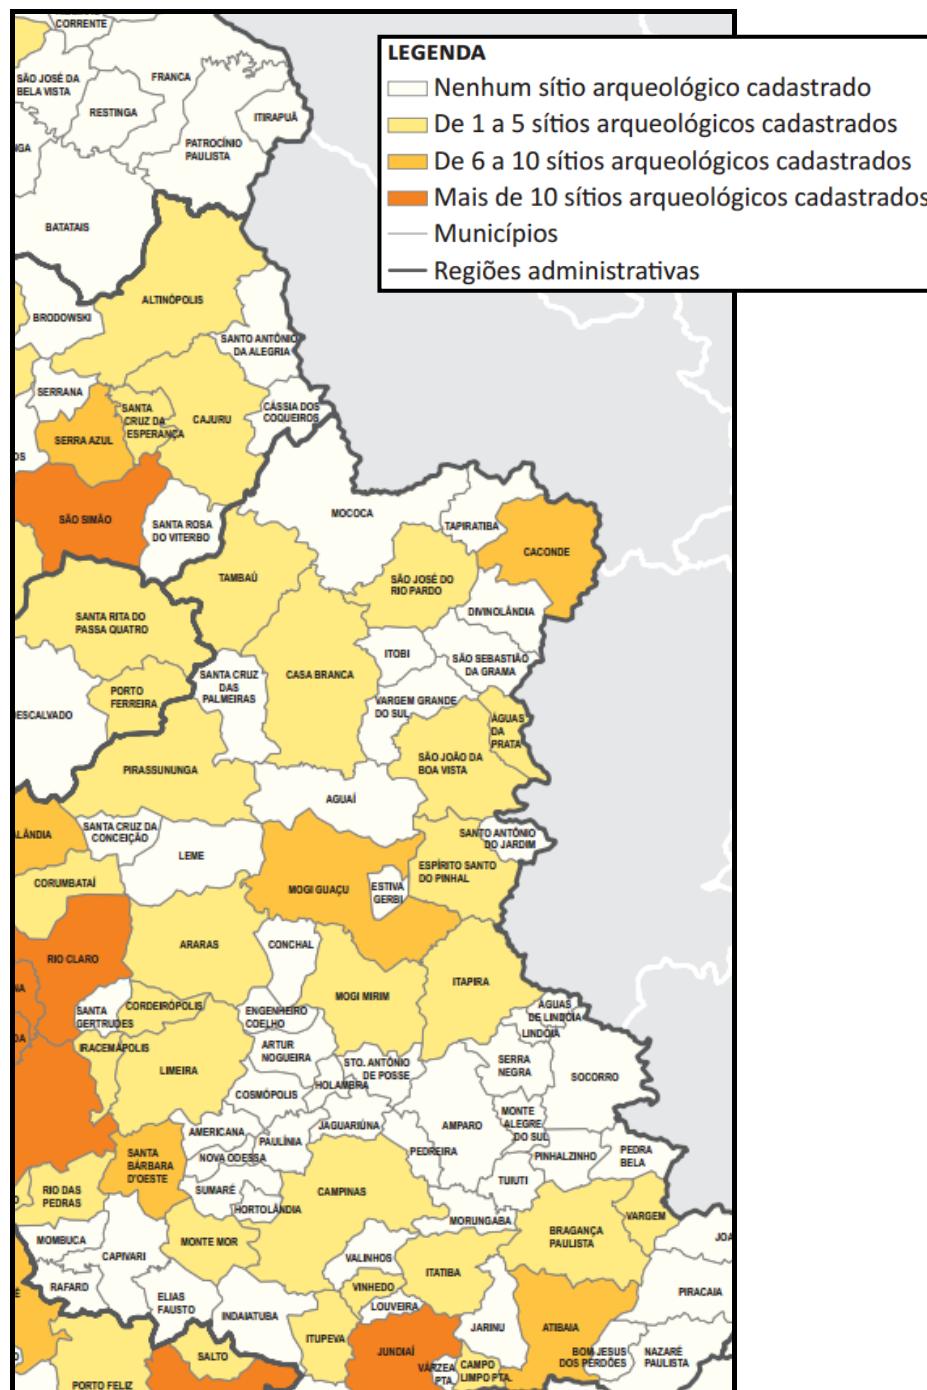 CORRENTE
LEGENDA
Nenhum sítio arqueológico cadastrado
De 1 a 5 sítios arqueológicos cadastrados
De 6 a 10 sítios arqueológicos cadastrados
Mais de 10 sítios arqueológicos cadastrados
Municípios
Regiões administrativas
SÃO JOSÉ DA
BELA VISTA
FRANCA
RESTINGA
ITIRAPUÃ
PATROCÍNIO
PAULISTA
BATATAIS
ALTINÓPOLIS
BRODOWSKI
SANTO ANTÔNIO
DA ALEGRIA
SERRANA
SANTA
CRUZ DA
ESPERANÇA
CAJURU
CÁSSIA DOS
COQUEIROS
SERRA AZUL
OS
SÃO SIMÃO
SANTA ROSA
DO VITERBO
MOCOCA
TAPIRATIBA
CACONDE
TAMBAÚ
SÃO JOSÉ DO
RIO PARDO
DIVINOLÂNDIA
SANTA RITA DO
PASSA QUATRO
ITOBI
SÃO SEBASTIÃO
DA GRAMA
SANTA CRUZ
DAS
PALMEIRAS
CASA BRANCA
PORTO
FERREIRA
VARGEM GRANDE
DO SUL
ESCALVADO
ÁGUAS
DA
PRATA
PIRASSUNUNGA
SÃO JOÃO DA
BOA VISTA
AGUAÍ
ALÂNDIA
SANTA CRUZ DA
CONCEIÇÃO
SANTO ANTÔNIO
DO JARDIM
LEME
CORUMBATAÍ
MOGI GUAÇU
ESTIVA
GERBI
ESPÍRITO SANTO
DO PINHAL
ARARAS
CONCHAL
RIO CLARO
NA
MOGI MIRIM
ITAPIRA
SANTA
GERTRUDES
CORDEIRÓPOLIS
ENGENHEIRO
COELHO
ÁGUAS
DE LINDÓIA
LINDÓIA
DA
IRACEMÁPOLIS
LIMEIRA
ARTUR
NOGUEIRA
STO. ANTÔNIO
DE POSSE
SERRA
NEGRA
SOCORRO
HOLAMBRA
COSMÓPOLIS
AMERICANA
PAULÍNIA
JAGUARIÚNA
AMPARO
MONTE
ALEGRE
DO SUL
NOVA ODESSA
PEDREIRA
PINHALZINHO
PEDRA
BELA
SANTA
BÁRBARA
D'OESTE
SUMARÉ
HORTOLÂNDIA
CAMPINAS
TUIUTI
RIO DAS
PEDRAS
MORUNGABA
VARGEM
BRAGANÇA
PAULISTA
MOMBUCA
CAPIVARI
MONTE MOR
VALINHOS
JOA
RAFARD
ITATIBA
VINHEDO
PIRACAIA
ELIAS
FAUSTO
INDAIATUBA
LOUVEIRA
ITUPEVA
JARINU
ATIBAIA
SALTO
JUNDIAÍ
BOM JESUS
DOS PERDÕES
NAZARÉ
PAULISTA
VÁRZEA
PTA.
CAMPO
LIMPO PTA.
PORTO FELIZ